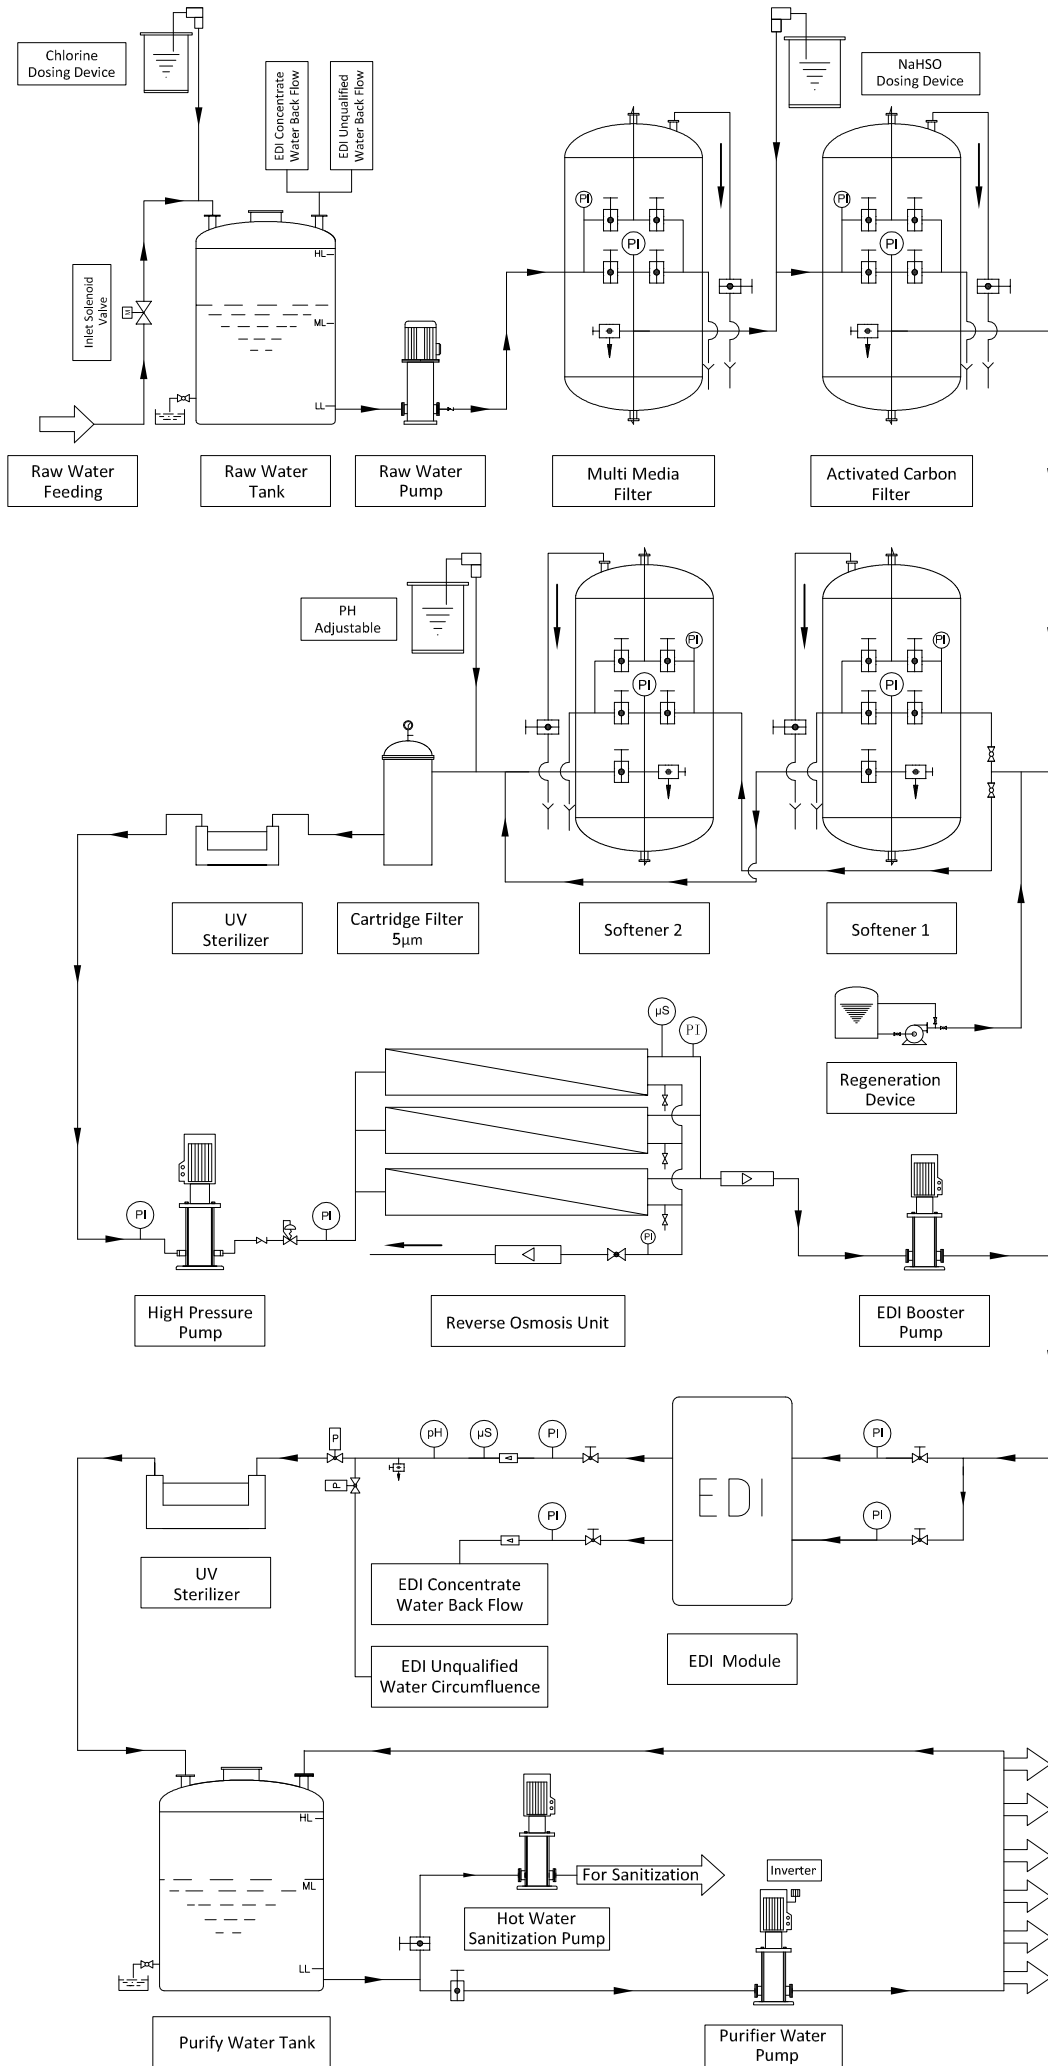 Chlorine
Dosing Device
EDI Concentrate
Water Back Flow
EDI Unqualified
Water Back Flow
NaHSO
Dosing Device
PI
PI
PI
PI
HL
ML
LL
Inlet Solenoid
Valve
M
Raw Water
Feeding
Raw Water
Tank
Raw Water
Pump
Multi Media
Filter
Activated Carbon
Filter
PH
Adjustable
PI
PI
PI
PI
UV
Sterilizer
Cartridge Filter
5μm
Softener 2
Softener 1
μS
PI
Regeneration
Device
PI
PI
PI
HigH Pressure
Pump
Reverse Osmosis Unit
EDI Booster
Pump
P
pH
μS
PI
PI
P
PI
PI
EDI
UV
Sterilizer
EDI Concentrate
Water Back Flow
EDI Unqualified
Water Circumfluence
EDI Module
HL
ML
LL
For Sanitization
Inverter
Hot Water
Sanitization Pump
Purify Water Tank
Purifier Water
Pump